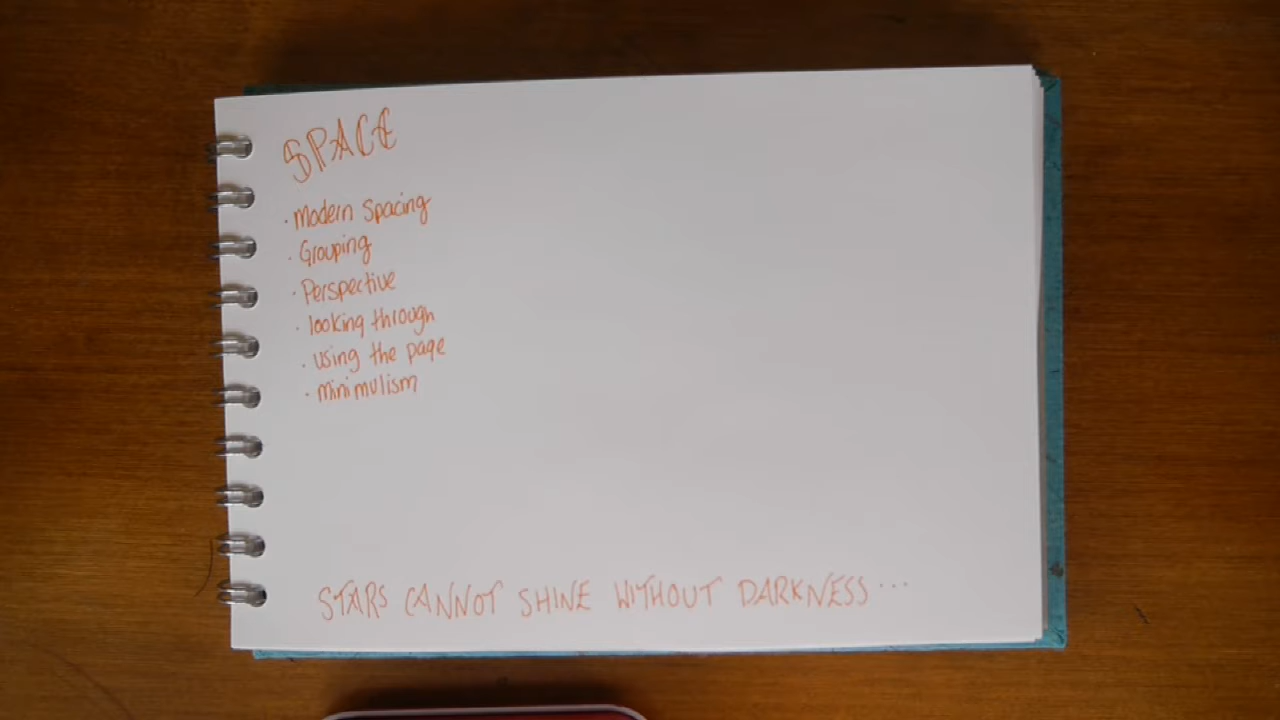 SPACE
· Modern Spacing
· Grouping
· Perspective
· looking through
· using the page
· minimulism
STARS CANNOT SHINE WITHOUT DARKNESS...